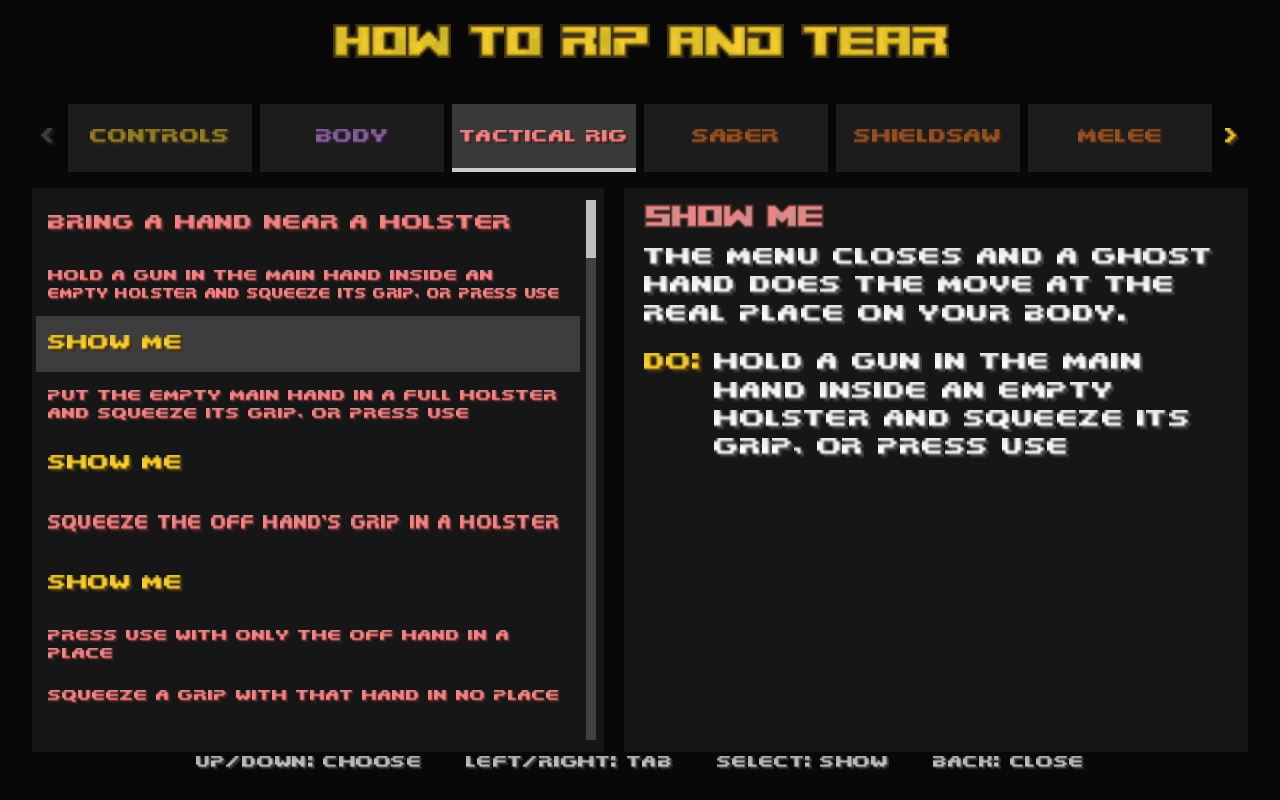 HOW TO RIP AND TEAR
< CONTROLS BODY TACTICAL RIG SABER SHIELDSAW MELEE >
BRING A HAND NEAR A HOLSTER
HOLD A GUN IN THE MAIN HAND INSIDE AN
EMPTY HOLSTER AND SQUEEZE ITS GRIP, OR PRESS USE
SHOW ME
PUT THE EMPTY MAIN HAND IN A FULL HOLSTER
AND SQUEEZE ITS GRIP, OR PRESS USE
SHOW ME
SQUEEZE THE OFF HAND'S GRIP IN A HOLSTER
SHOW ME
PRESS USE WITH ONLY THE OFF HAND IN A
PLACE
SQUEEZE A GRIP WITH THAT HAND IN NO PLACE
SHOW ME
THE MENU CLOSES AND A GHOST
HAND DOES THE MOVE AT THE
REAL PLACE ON YOUR BODY.
DO: HOLD A GUN IN THE MAIN
HAND INSIDE AN EMPTY
HOLSTER AND SQUEEZE ITS
GRIP, OR PRESS USE
UP/DOWN: CHOOSE LEFT/RIGHT: TAB SELECT: SHOW BACK: CLOSE